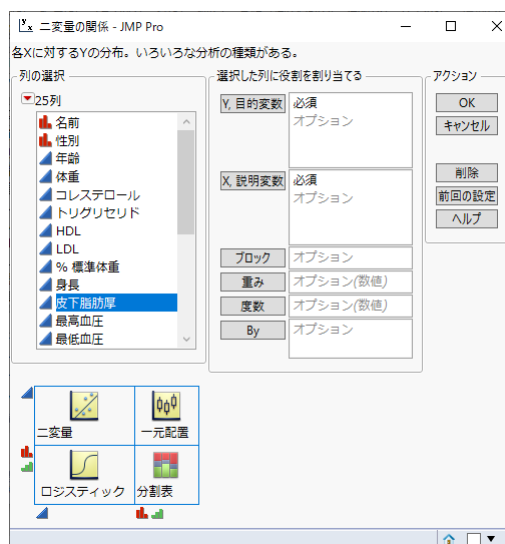 二変量の関係 - JMP Pro
各Xに対するYの分布。いろいろな分析の種類がある。
列の選択
25列
名前
性別
年齢
体重
コレステロール
トリグリセリド
HDL
LDL
% 標準体重
身長
皮下脂肪厚
最高血圧
最低血圧
選択した列に役割を割り当てる
Y, 目的変数
必須
オプション
X, 説明変数
必須
オプション
ブロック
オプション
重み
オプション(数値)
度数
オプション(数値)
By
オプション
アクション
OK
キャンセル
削除
前回の設定
ヘルプ
二変量
一元配置
ロジスティック
分割表